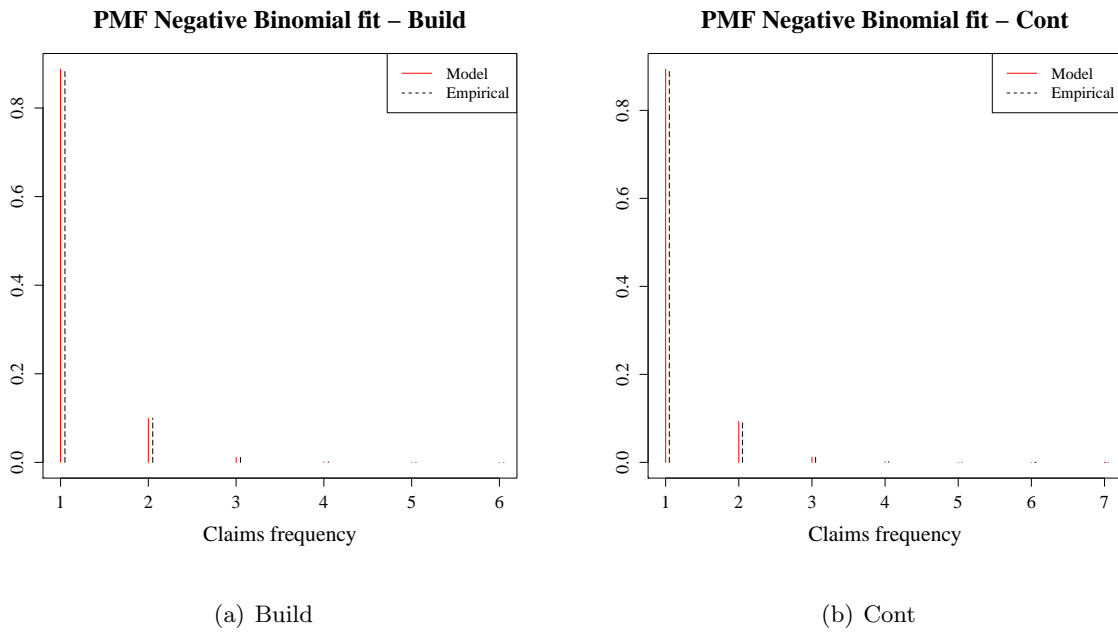 PMF Negative Binomial fit – Build
Model
Empirical
0.8
0.6
0.4
0.2
0.0
1 2 3 4 5 6
Claims frequency
(a) Build
PMF Negative Binomial fit – Cont
Model
Empirical
0.8
0.6
0.4
0.2
0.0
1 2 3 4 5 6 7
Claims frequency
(b) Cont